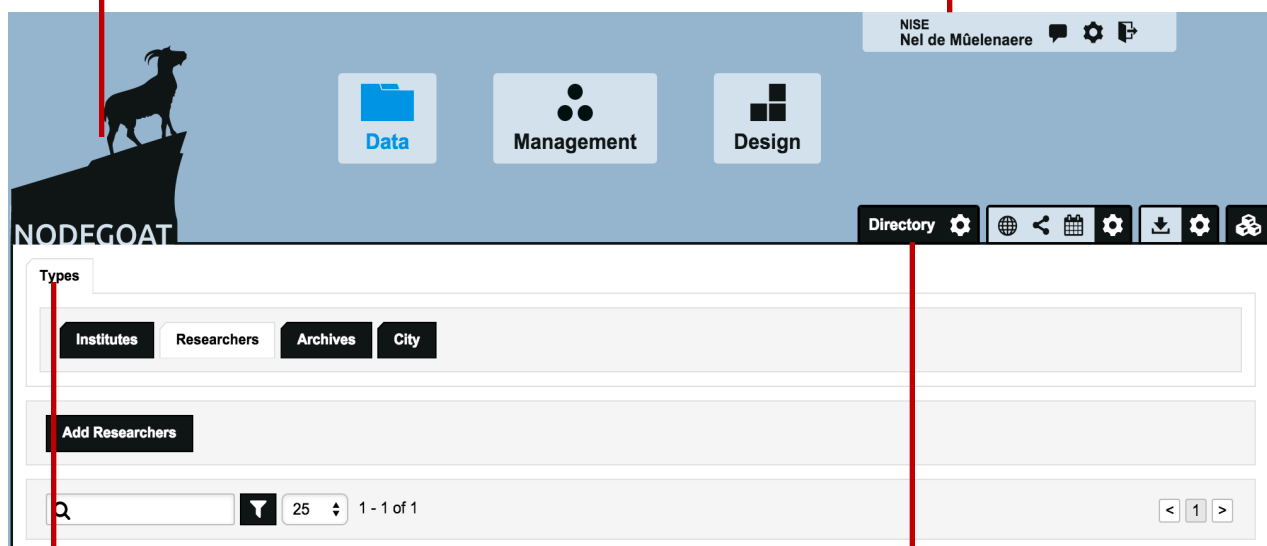 NISE
Nel de Mûelenaere
Data
Management
Design
NODEGOAT
Directory
Types
Institutes
Researchers
Archives
City
Add Researchers
25
1 - 1 of 1
< 1 >